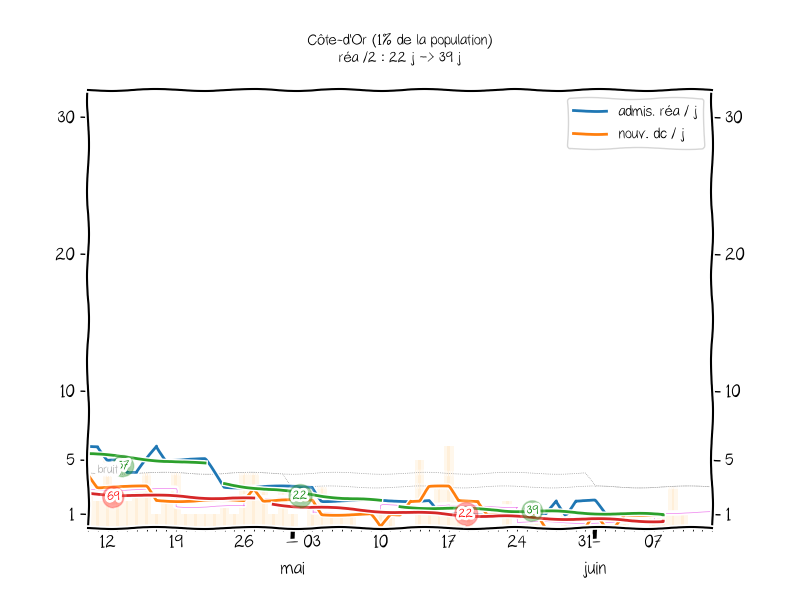 Côte-d'Or (1% de la population)
réa /2 : 22 j -> 39 j
admis. réa / j
nouv. dc / j
30 30
20 20
10 10
5 5
1 1
bruit
69 22 22 39
12 19 26 03 10 17 24 31 07
mai juin